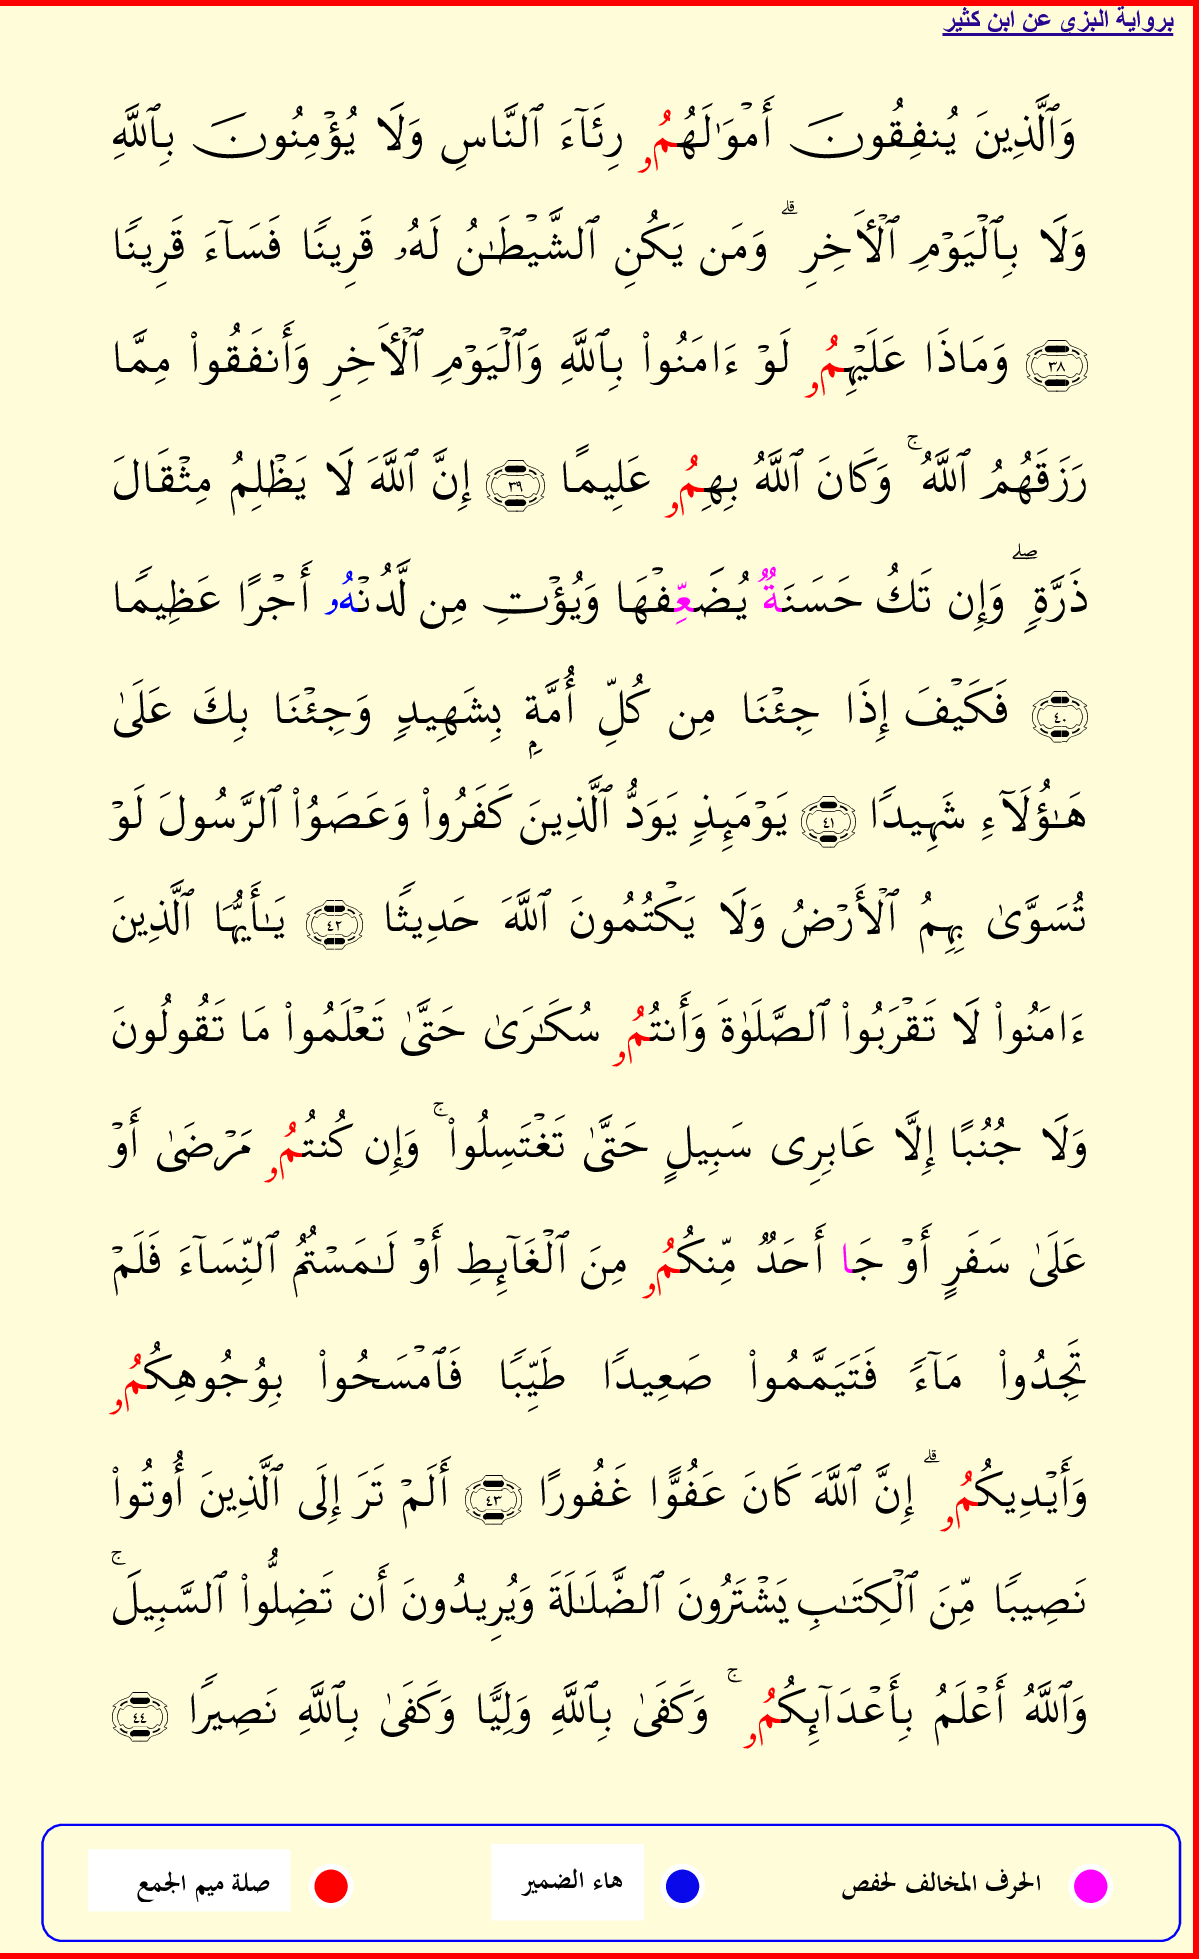 برواية البزي عن ابن كثير
وَٱلَّذِينَ يُنفِقُونَ أَمْوَٰلَهُمُۥ رِئَآءَ ٱلنَّاسِ وَلَا يُؤْمِنُونَ بِٱللَّهِ
وَلَا بِٱلْيَوْمِ ٱلْأَخِرِ ۗ وَمَن يَكُنِ ٱلشَّيْطَٰنُ لَهُۥ قَرِينًا فَسَآءَ قَرِينًا
٣٨ وَمَاذَا عَلَيْهِمُۥ لَوْ ءَامَنُوا۟ بِٱللَّهِ وَٱلْيَوْمِ ٱلْأَخِرِ وَأَنفَقُوا۟ مِمَّا
رَزَقَهُمُ ٱللَّهُ ۚ وَكَانَ ٱللَّهُ بِهِمُۥ عَلِيمًا ٣٩ إِنَّ ٱللَّهَ لَا يَظْلِمُ مِثْقَالَ
ذَرَّةٍ ۖ وَإِن تَكُ حَسَنَةٌ يُضَعِّفْهَا وَيُؤْتِ مِن لَّدُنْهُۥ أَجْرًا عَظِيمًا
٤٠ فَكَيْفَ إِذَا جِئْنَا مِن كُلِّ أُمَّةٍۭ بِشَهِيدٍ وَجِئْنَا بِكَ عَلَىٰ
هَٰٓؤُلَآءِ شَهِيدًا ٤١ يَوْمَئِذٍ يَوَدُّ ٱلَّذِينَ كَفَرُوا۟ وَعَصَوُا۟ ٱلرَّسُولَ لَوْ
تُسَوَّىٰ بِهِمُ ٱلْأَرْضُ وَلَا يَكْتُمُونَ ٱللَّهَ حَدِيثًا ٤٢ يَٰأَيُّهَا ٱلَّذِينَ
ءَامَنُوا۟ لَا تَقْرَبُوا۟ ٱلصَّلَوٰةَ وَأَنتُمُۥ سُكَٰرَىٰ حَتَّىٰ تَعْلَمُوا۟ مَا تَقُولُونَ
وَلَا جُنُبًا إِلَّا عَابِرِى سَبِيلٍ حَتَّىٰ تَغْتَسِلُوا۟ ۚ وَإِن كُنتُمُۥ مَرْضَىٰ أَوْ
عَلَىٰ سَفَرٍ أَوْ جَا أَحَدٌ مِّنكُمُۥ مِنَ ٱلْغَآئِطِ أَوْ لَٰمَسْتُمُ ٱلنِّسَآءَ فَلَمْ
تَجِدُوا۟ مَآءً فَتَيَمَّمُوا۟ صَعِيدًا طَيِّبًا فَٱمْسَحُوا۟ بِوُجُوهِكُمُۥ
وَأَيْدِيكُمُۥ ۗ إِنَّ ٱللَّهَ كَانَ عَفُوًّا غَفُورًا ٤٣ أَلَمْ تَرَ إِلَى ٱلَّذِينَ أُوتُوا۟
نَصِيبًا مِّنَ ٱلْكِتَٰبِ يَشْتَرُونَ ٱلضَّلَٰلَةَ وَيُرِيدُونَ أَن تَضِلُّوا۟ ٱلسَّبِيلَ ۚ
وَٱللَّهُ أَعْلَمُ بِأَعْدَآئِكُمُۥ ۚ وَكَفَىٰ بِٱللَّهِ وَلِيًّا وَكَفَىٰ بِٱللَّهِ نَصِيرًا ٤٤
الحرف المخالف لحفص هاء الضمير صلة ميم الجمع